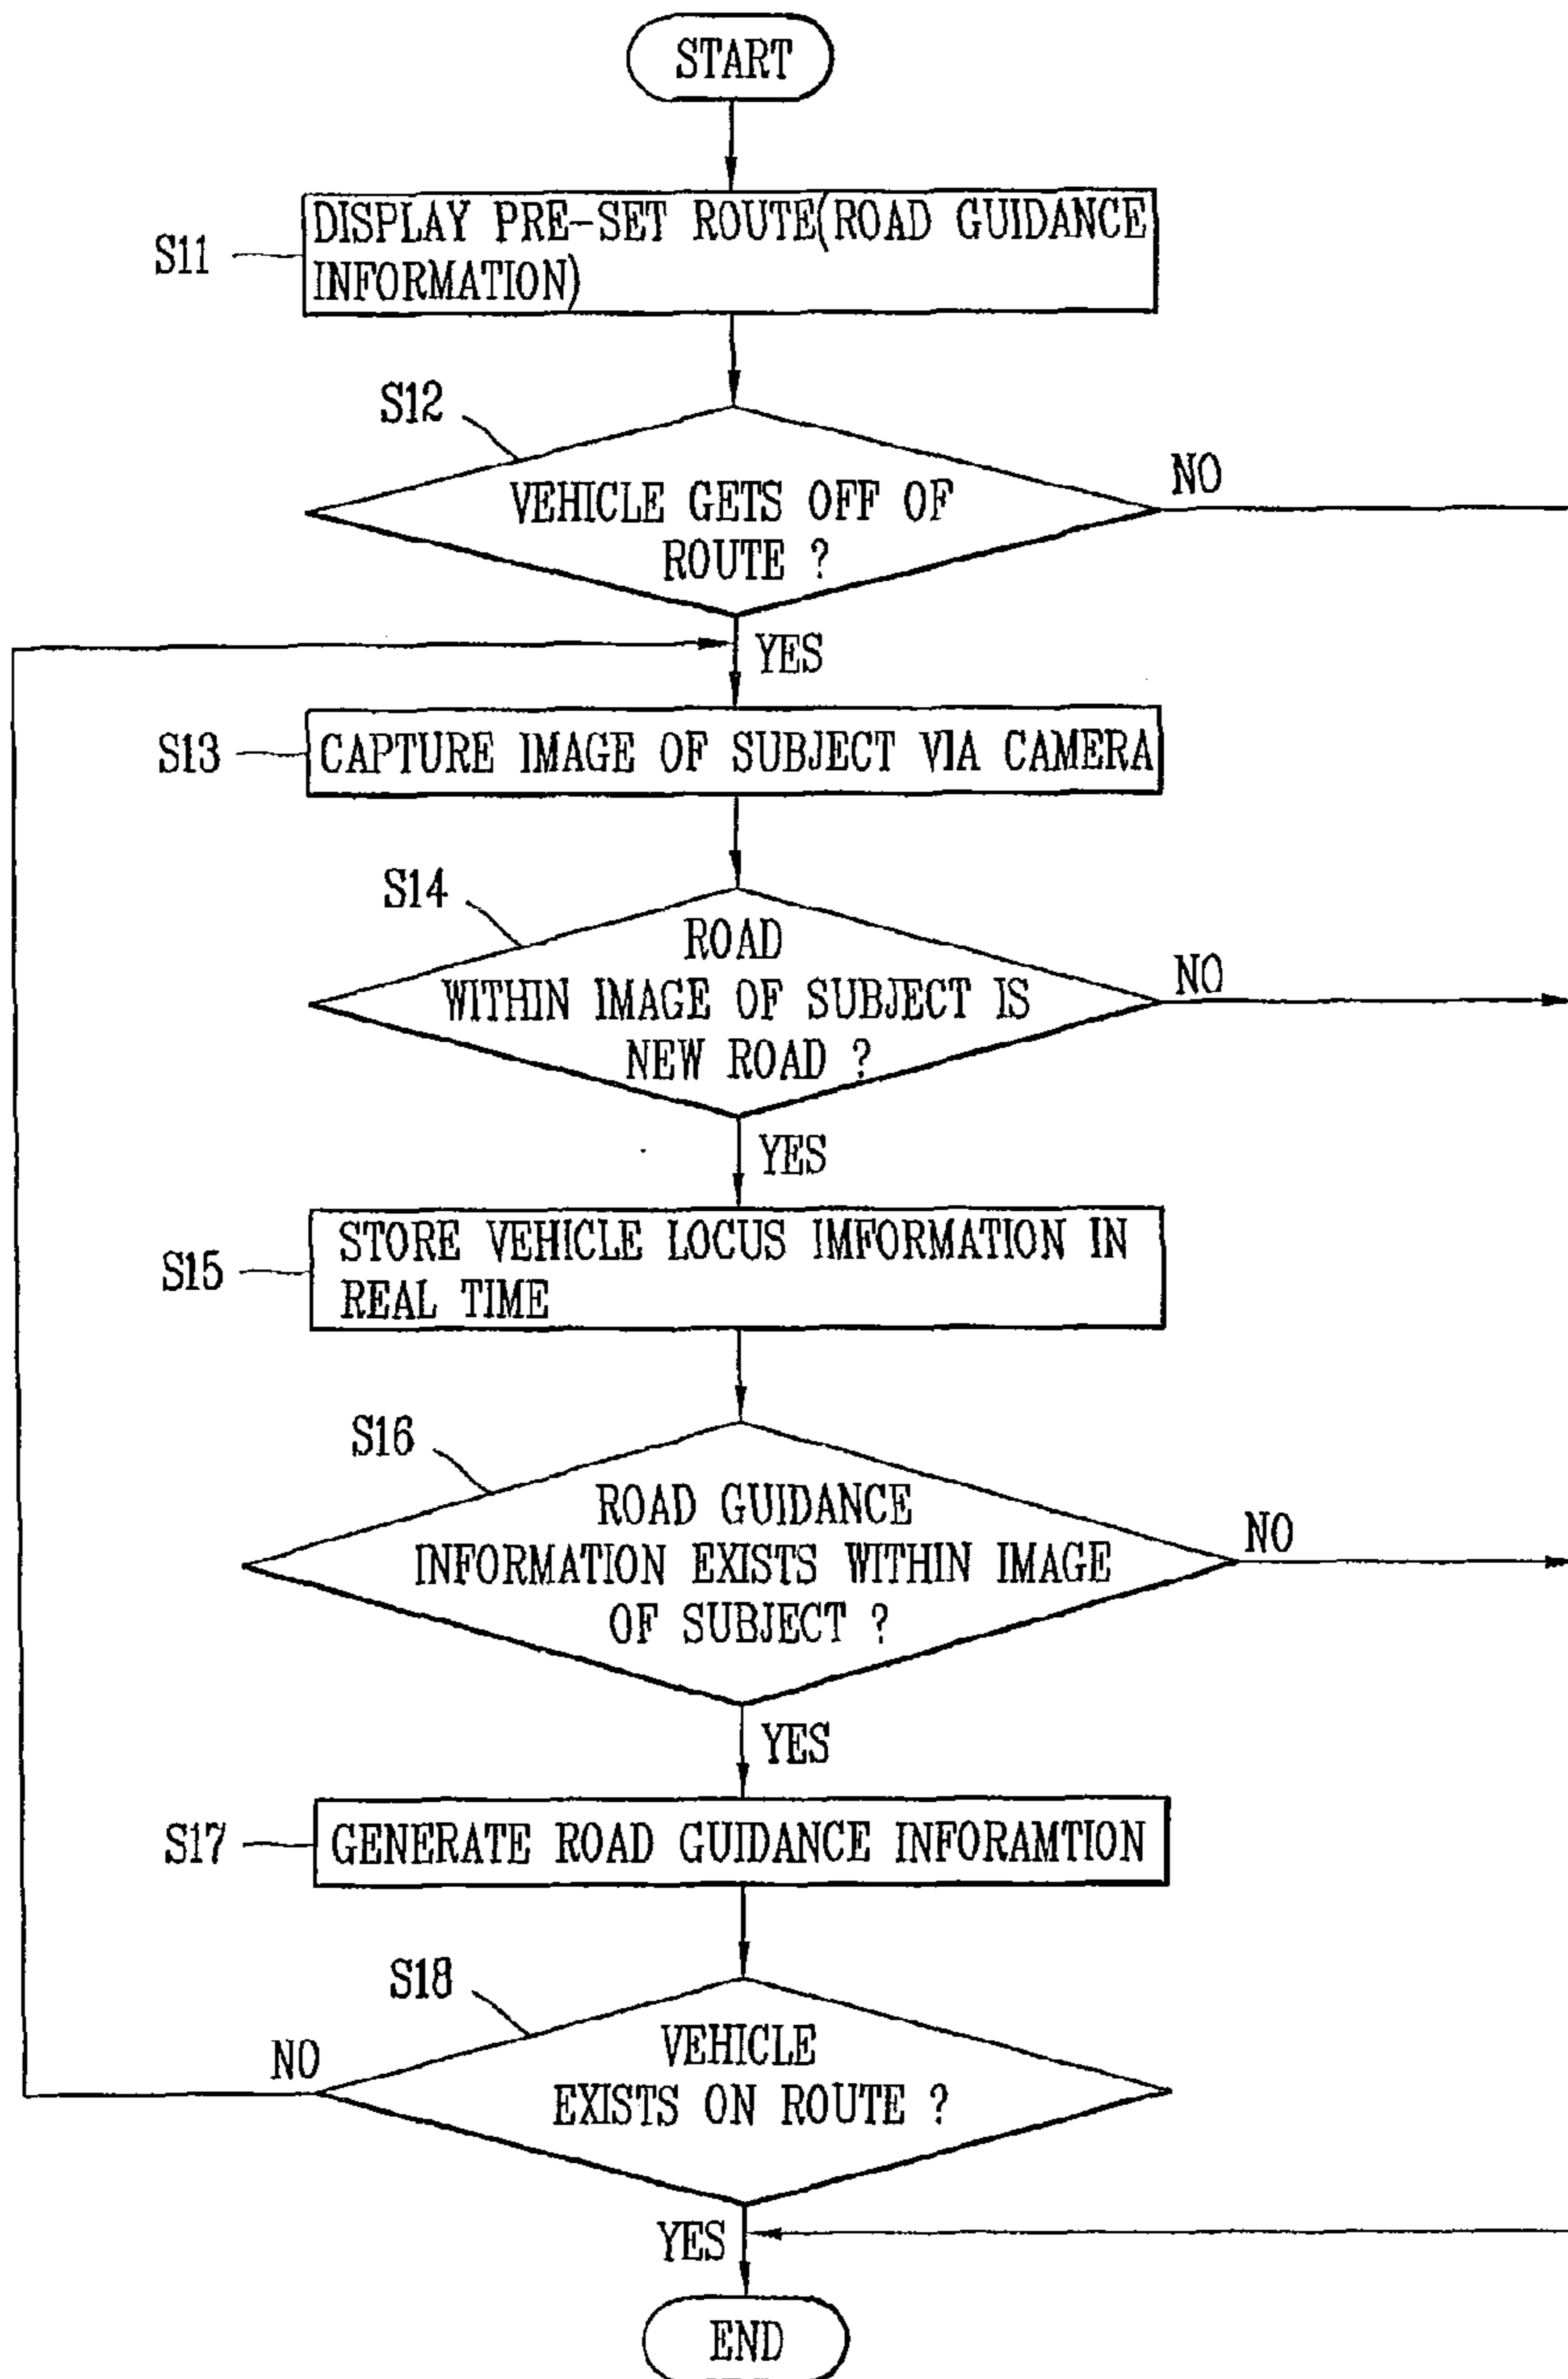 START
S11
DISPLAY PRE-SET ROUTE(ROAD GUIDANCE
INFORMATION)
S12
VEHICLE GETS OFF OF
ROUTE ?
NO
YES
S13
CAPTURE IMAGE OF SUBJECT VIA CAMERA
S14
ROAD
WITHIN IMAGE OF SUBJECT IS
NEW ROAD ?
NO
YES
S15
STORE VEHICLE LOCUS IMFORMATION IN
REAL TIME
S16
ROAD GUIDANCE
INFORMATION EXISTS WITHIN IMAGE
OF SUBJECT ?
NO
YES
S17
GENERATE ROAD GUIDANCE INFORAMTION
S18
VEHICLE
EXISTS ON ROUTE ?
NO
YES
END